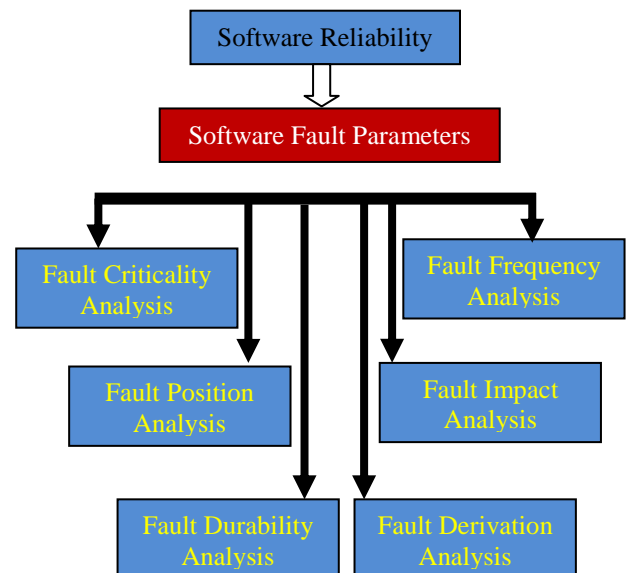 Software Reliability
Software Fault Parameters
Fault Criticality
Analysis
Fault Frequency
Analysis
Fault Position
Analysis
Fault Impact
Analysis
Fault Durability
Analysis
Fault Derivation
Analysis